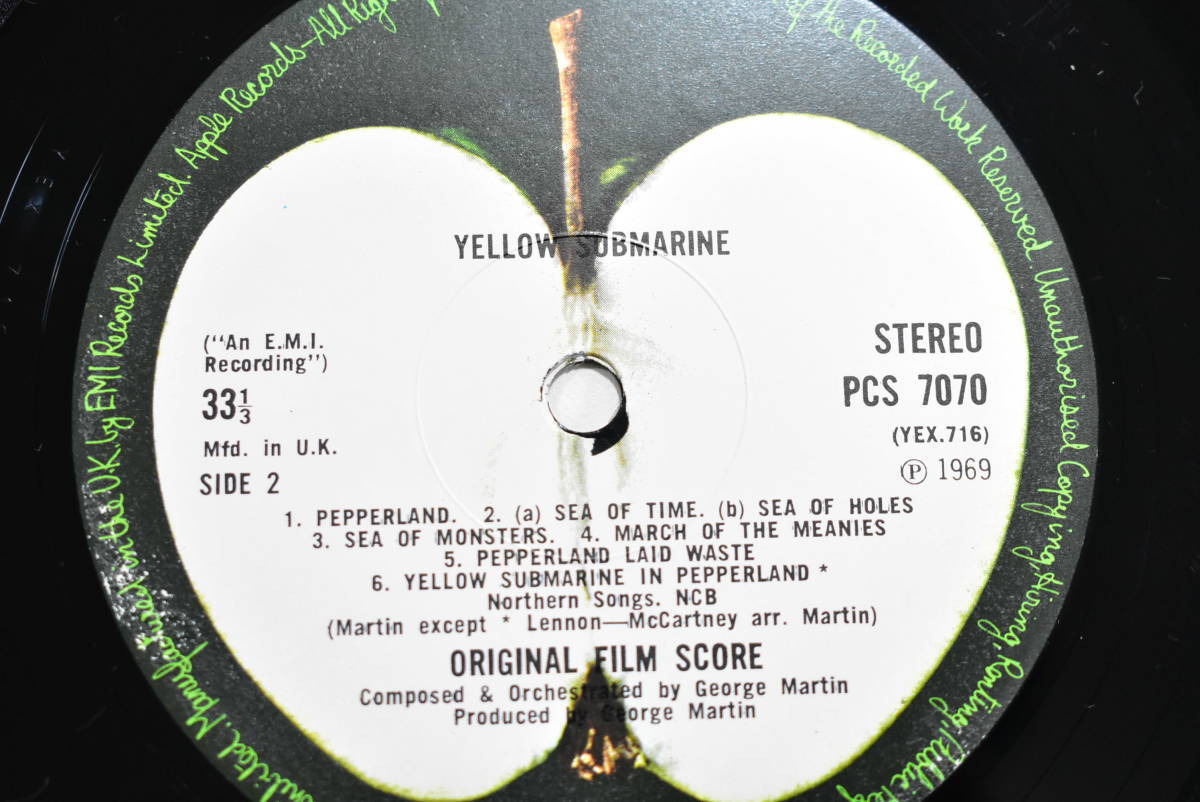 YELLOW SUBMARINE
("An E.M.I.
Recording")
33⅓
Mfd. in U.K.
SIDE 2
STEREO
PCS 7070
(YEX.716)
Ⓟ 1969
1. PEPPERLAND. 2. (a) SEA OF TIME. (b) SEA OF HOLES
3. SEA OF MONSTERS. 4. MARCH OF THE MEANIES
5. PEPPERLAND LAID WASTE
6. YELLOW SUBMARINE IN PEPPERLAND *
Northern Songs. NCB
(Martin except * Lennon—McCartney arr. Martin)
ORIGINAL FILM SCORE
Composed & Orchestrated by George Martin
Produced by George Martin
Manufactured in the U.K. by EMI Records Limited. Apple Records—All Rights
of the Recorded Work Reserved. Unauthorised Copying, Hiring, Renting, Public